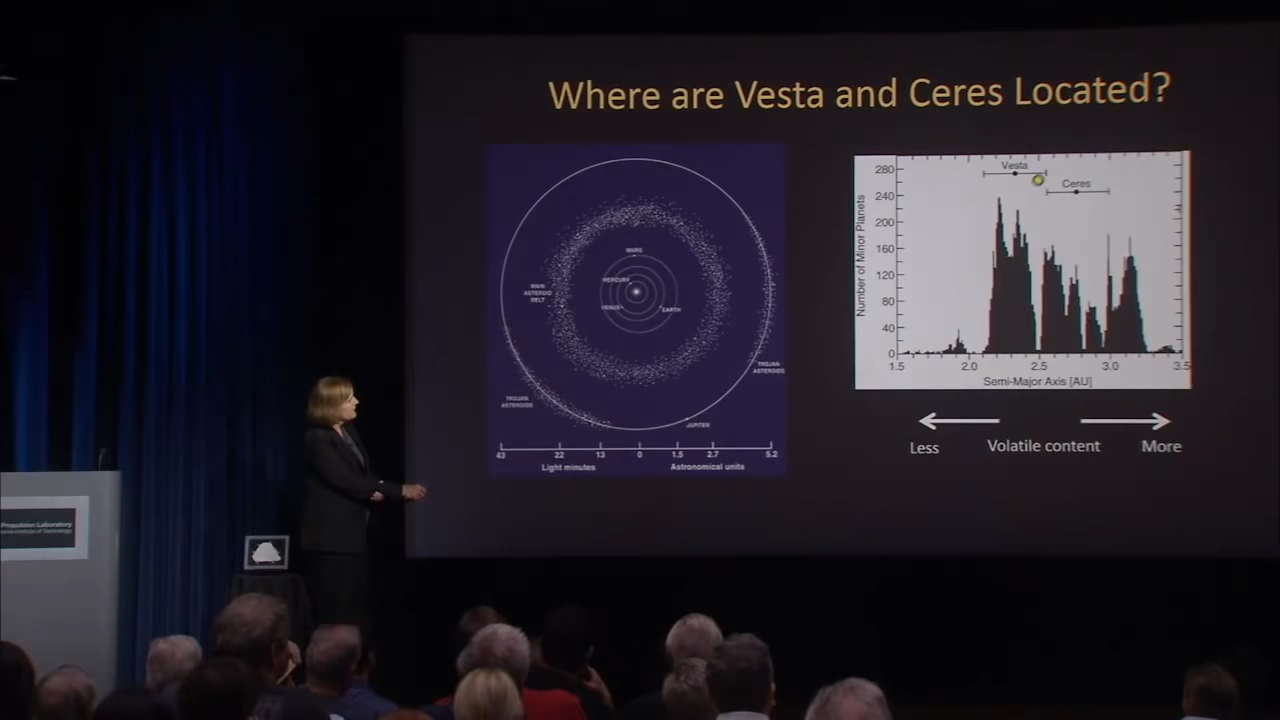 Where are Vesta and Ceres Located?
MARS
MERCURY
VENUS
EARTH
MAIN
ASTEROID
BELT
TROJAN
ASTEROIDS
TROJAN
ASTEROIDS
JUPITER
43 22 13 0 1.5 2.7 5.2
Light minutes Astronomical units
Vesta
Ceres
Number of Minor Planets
280
240
200
160
120
80
40
0
1.5 2.0 2.5 3.0 3.5
Semi-Major Axis [AU]
Less Volatile content More
Propulsion Laboratory
Institute of Technology